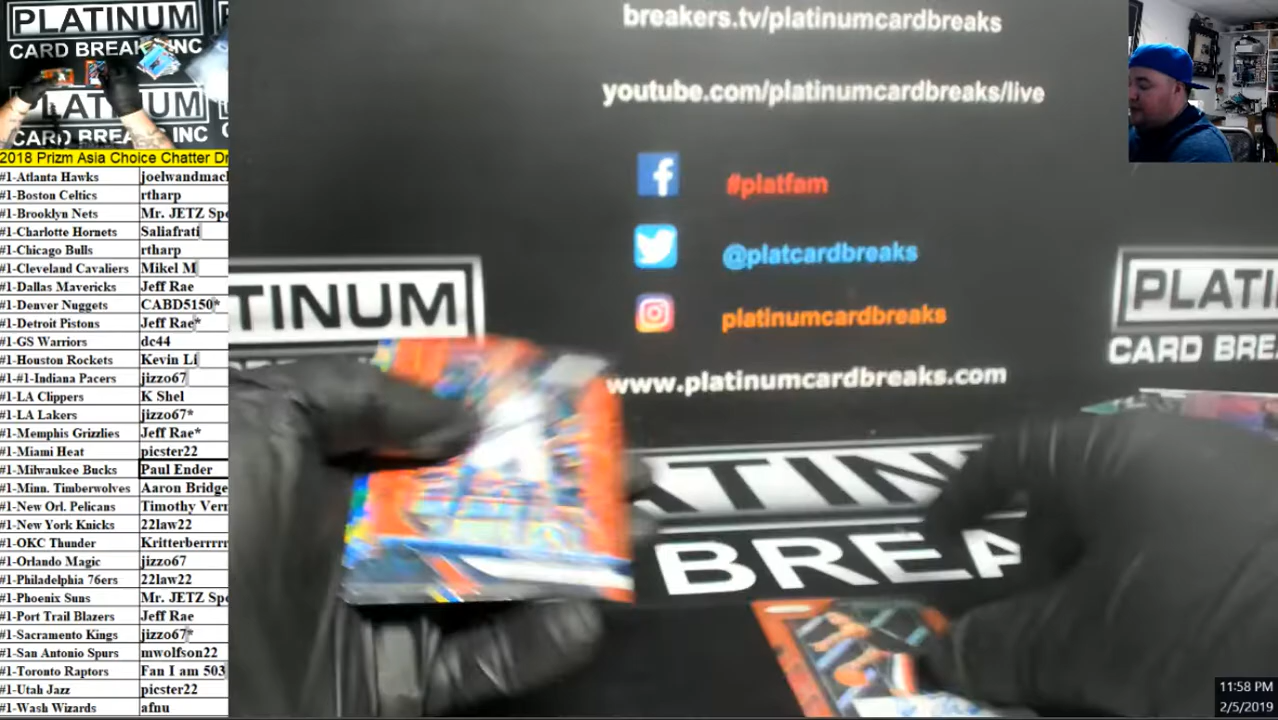 PLATINUM
CARD BREAKS INC
PLATINUM
CARD BREAKS INC
2018 Prizm Asia Choice Chatter Dr
#1-Atlanta Hawks joelwandmacl
#1-Boston Celtics rtharp
#1-Brooklyn Nets Mr. JETZ Spo
#1-Charlotte Hornets Saliafrati
#1-Chicago Bulls rtharp
#1-Cleveland Cavaliers Mikel M
#1-Dallas Mavericks Jeff Rae
#1-Denver Nuggets CABD5150*
#1-Detroit Pistons Jeff Rae*
#1-GS Warriors dc44
#1-Houston Rockets Kevin Li
#1-#1-Indiana Pacers jizzo67
#1-LA Clippers K Shel
#1-LA Lakers jizzo67*
#1-Memphis Grizzlies Jeff Rae*
#1-Miami Heat picster22
#1-Milwaukee Bucks Paul Ender
#1-Minn. Timberwolves Aaron Bridge
#1-New Orl. Pelicans Timothy Vern
#1-New York Knicks 22law22
#1-OKC Thunder Kritterberrrrr
#1-Orlando Magic jizzo67
#1-Philadelphia 76ers 22law22
#1-Phoenix Suns Mr. JETZ Spo
#1-Port Trail Blazers Jeff Rae
#1-Sacramento Kings jizzo67*
#1-San Antonio Spurs mwolfson22
#1-Toronto Raptors Fan I am 503
#1-Utah Jazz picster22
#1-Wash Wizards afnu
breakers.tv/platinumcardbreaks
youtube.com/platinumcardbreaks/live
#platfam
@platcardbreaks
platinumcardbreaks
www.platinumcardbreaks.com
TINUM
PLATI
CARD BREA
ATINUM
BREA
11:58 PM
2/5/2019